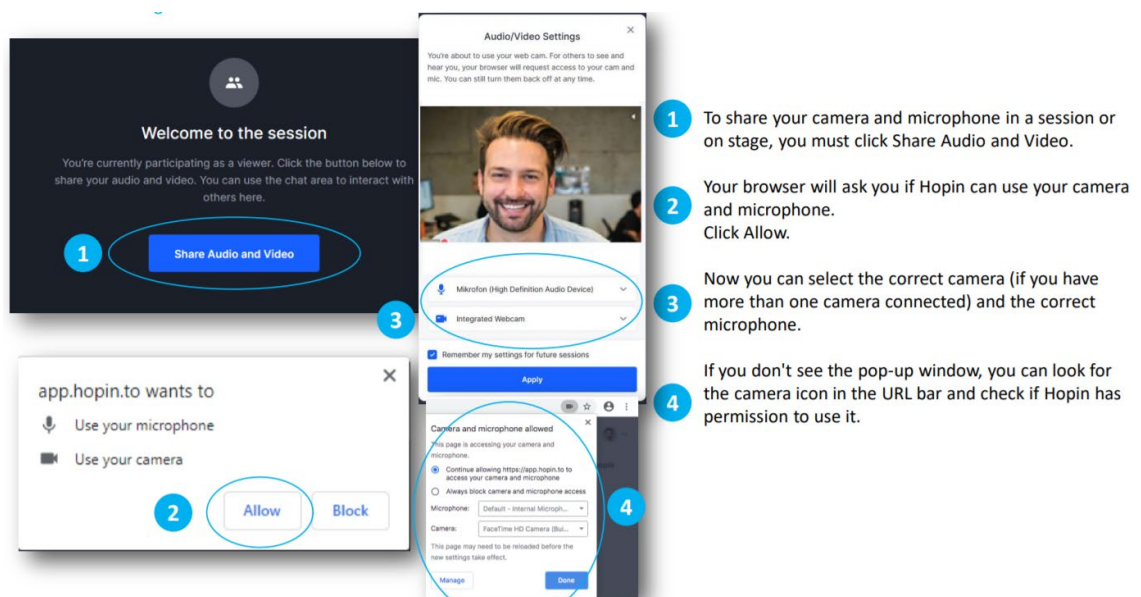 Welcome to the session
You're currently participating as a viewer. Click the button below to
share your audio and video. You can use the chat area to interact with
others here.
1
Share Audio and Video
app.hopin.to wants to
Use your microphone
Use your camera
2
Allow
Block
Audio/Video Settings
You're about to use your web cam. For others to see and
hear you, your browser will request access to your cam and
mic. You can still turn them back off at any time.
3
Mikrofon (High Definition Audio Device)
Integrated Webcam
Remember my settings for future sessions
Apply
Camera and microphone allowed
This page is accessing your camera and
microphone.
Continue allowing https://app.hopin.to to
access your camera and microphone
Always block camera and microphone access
Microphone: Default - Internal Microph...
Camera: FaceTime HD Camera (Bui...
This page may need to be reloaded before the
new settings take effect.
Manage
Done
4
1 To share your camera and microphone in a session or
on stage, you must click Share Audio and Video.
2 Your browser will ask you if Hopin can use your camera
and microphone.
Click Allow.
3 Now you can select the correct camera (if you have
more than one camera connected) and the correct
microphone.
4 If you don't see the pop-up window, you can look for
the camera icon in the URL bar and check if Hopin has
permission to use it.